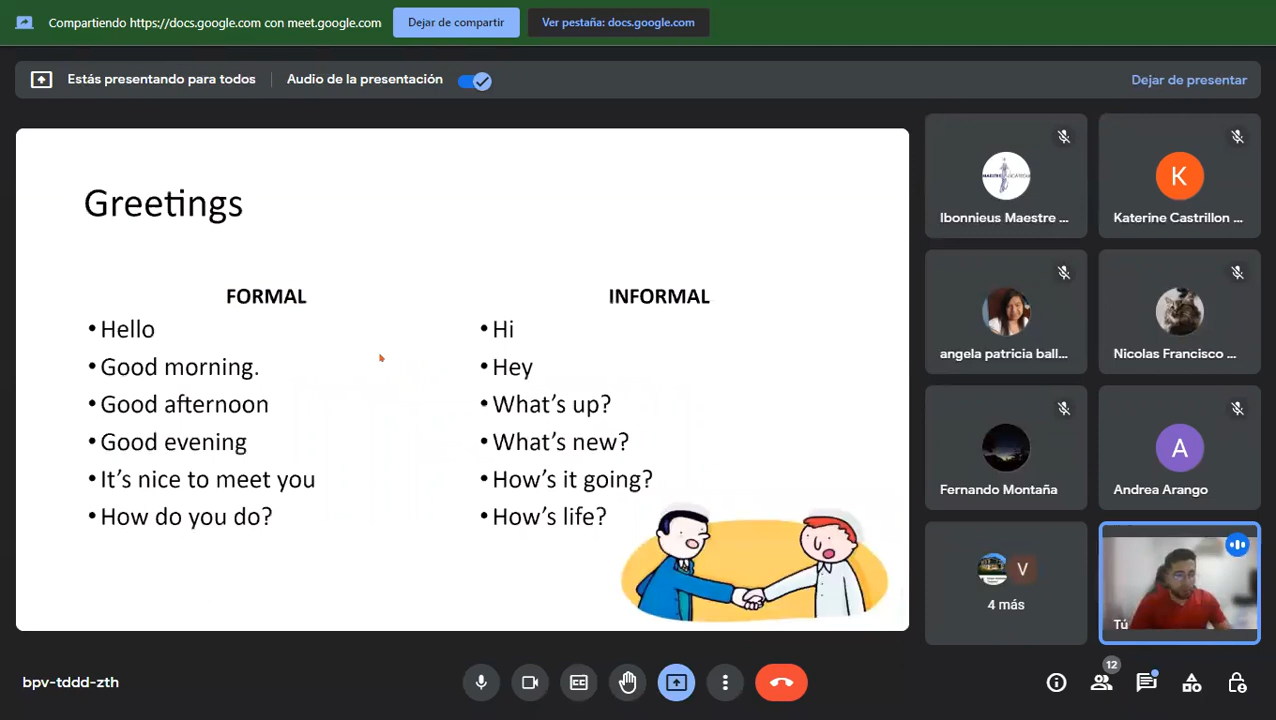 Compartiendo https://docs.google.com con meet.google.com
Dejar de compartir
Ver pestaña: docs.google.com
Estás presentando para todos
Audio de la presentación
Dejar de presentar
Greetings
FORMAL
•Hello
•Good morning.
•Good afternoon
•Good evening
•It’s nice to meet you
•How do you do?
INFORMAL
•Hi
•Hey
•What’s up?
•What’s new?
•How’s it going?
•How’s life?
Ibonnieus Maestre ...
K
Katerine Castrillon ...
angela patricia ball...
Nicolas Francisco ...
Fernando Montaña
A
Andrea Arango
V
4 más
Tú
bpv-tddd-zth
CC
12